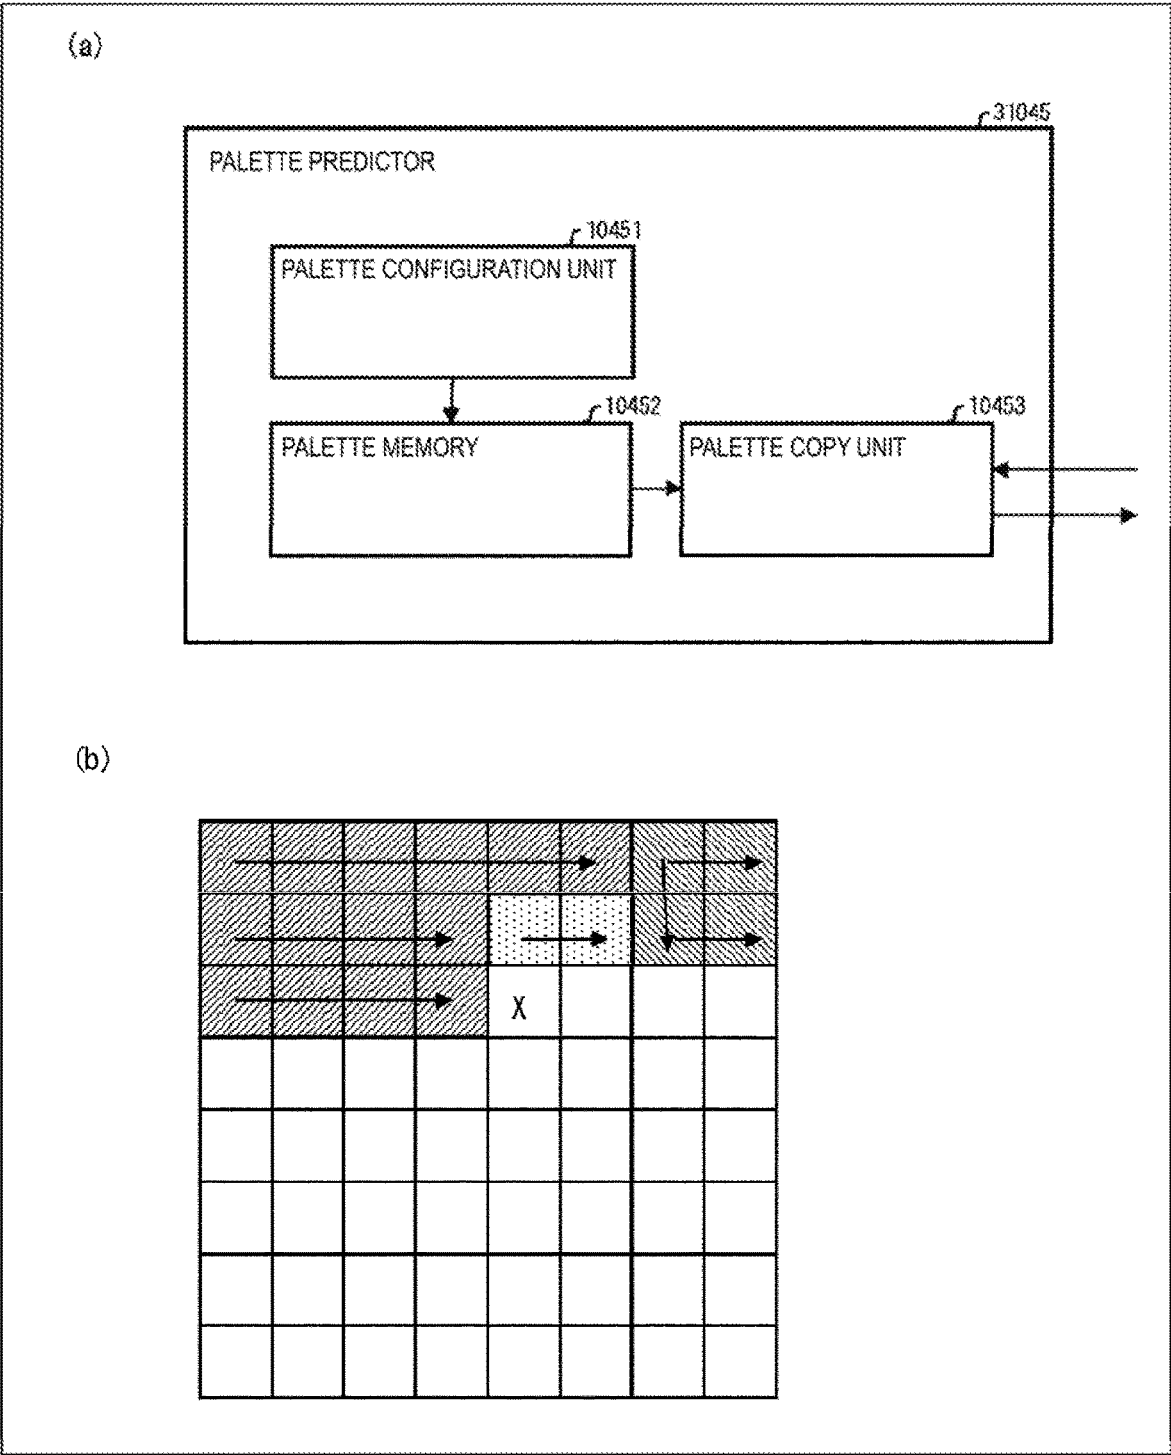 (a)
31045
PALETTE PREDICTOR
10451
PALETTE CONFIGURATION UNIT
10452
10453
PALETTE MEMORY
PALETTE COPY UNIT
(b)
X